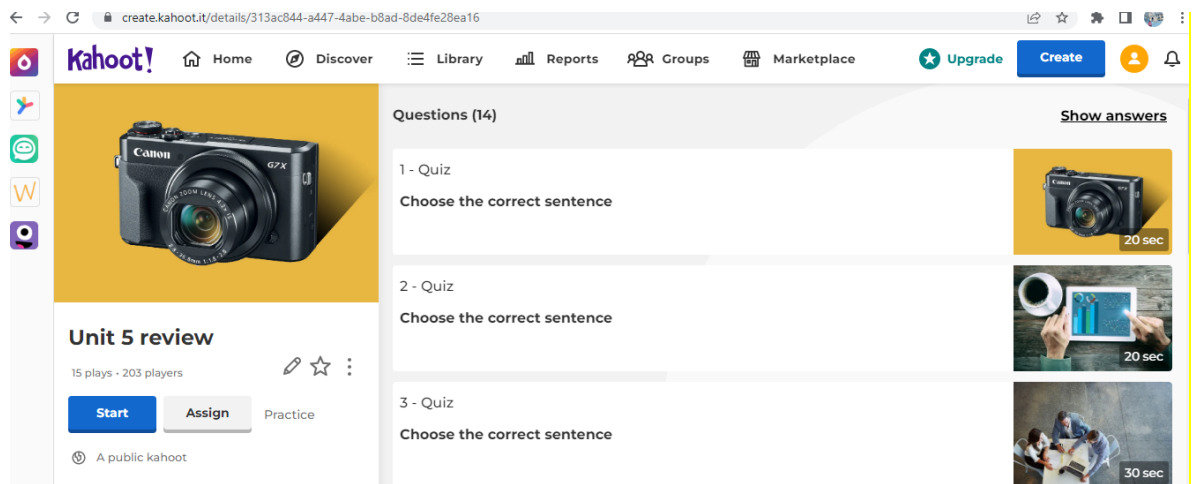 create.kahoot.it/details/313ac844-a447-4abe-b8ad-8de4fe28ea16
Kahoot! Home Discover Library Reports Groups Marketplace Upgrade Create
Canon
G7X
Questions (14) Show answers
1 - Quiz
Choose the correct sentence
Canon
20 sec
2 - Quiz
Choose the correct sentence
20 sec
3 - Quiz
Choose the correct sentence
30 sec
Unit 5 review
15 plays · 203 players
Start Assign Practice
A public kahoot